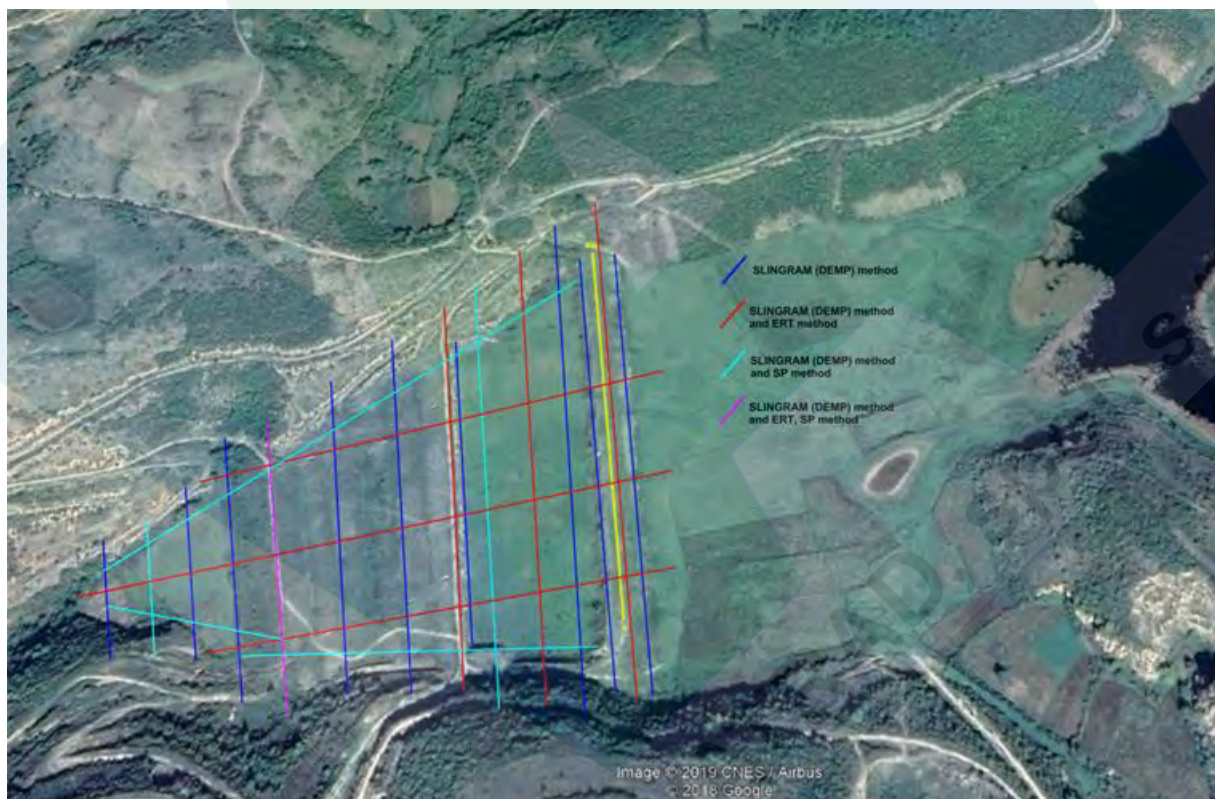 SLINGRAM (DEMP) method
SLINGRAM (DEMP) method
and ERT method
SLINGRAM (DEMP) method
and SP method
SLINGRAM (DEMP) method
and ERT, SP method
Image © 2019 CNES / Airbus
© 2018 Google